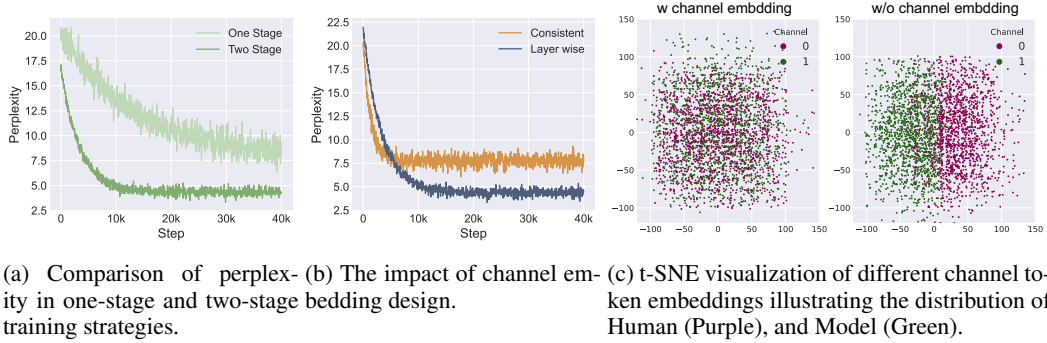 One Stage
Two Stage
20.0
17.5
15.0
12.5
10.0
7.5
5.0
2.5
Perplexity
0 10k 20k 30k 40k
Step
Consistent
Layer wise
22.5
20.0
17.5
15.0
12.5
10.0
7.5
5.0
2.5
Perplexity
0 10k 20k 30k 40k
Step
w channel embdding
Channel
0
1
150
100
50
0
−50
−100
−100 −50 0 50 100 150
w/o channel embdding
Channel
0
1
150
100
50
0
−50
−100
−100 −50 0 50 100 150
(a) Comparison of perplex-
ity in one-stage and two-stage
training strategies.
(b) The impact of channel em-
bedding design.
(c) t-SNE visualization of different channel to-
ken embeddings illustrating the distribution of
Human (Purple), and Model (Green).